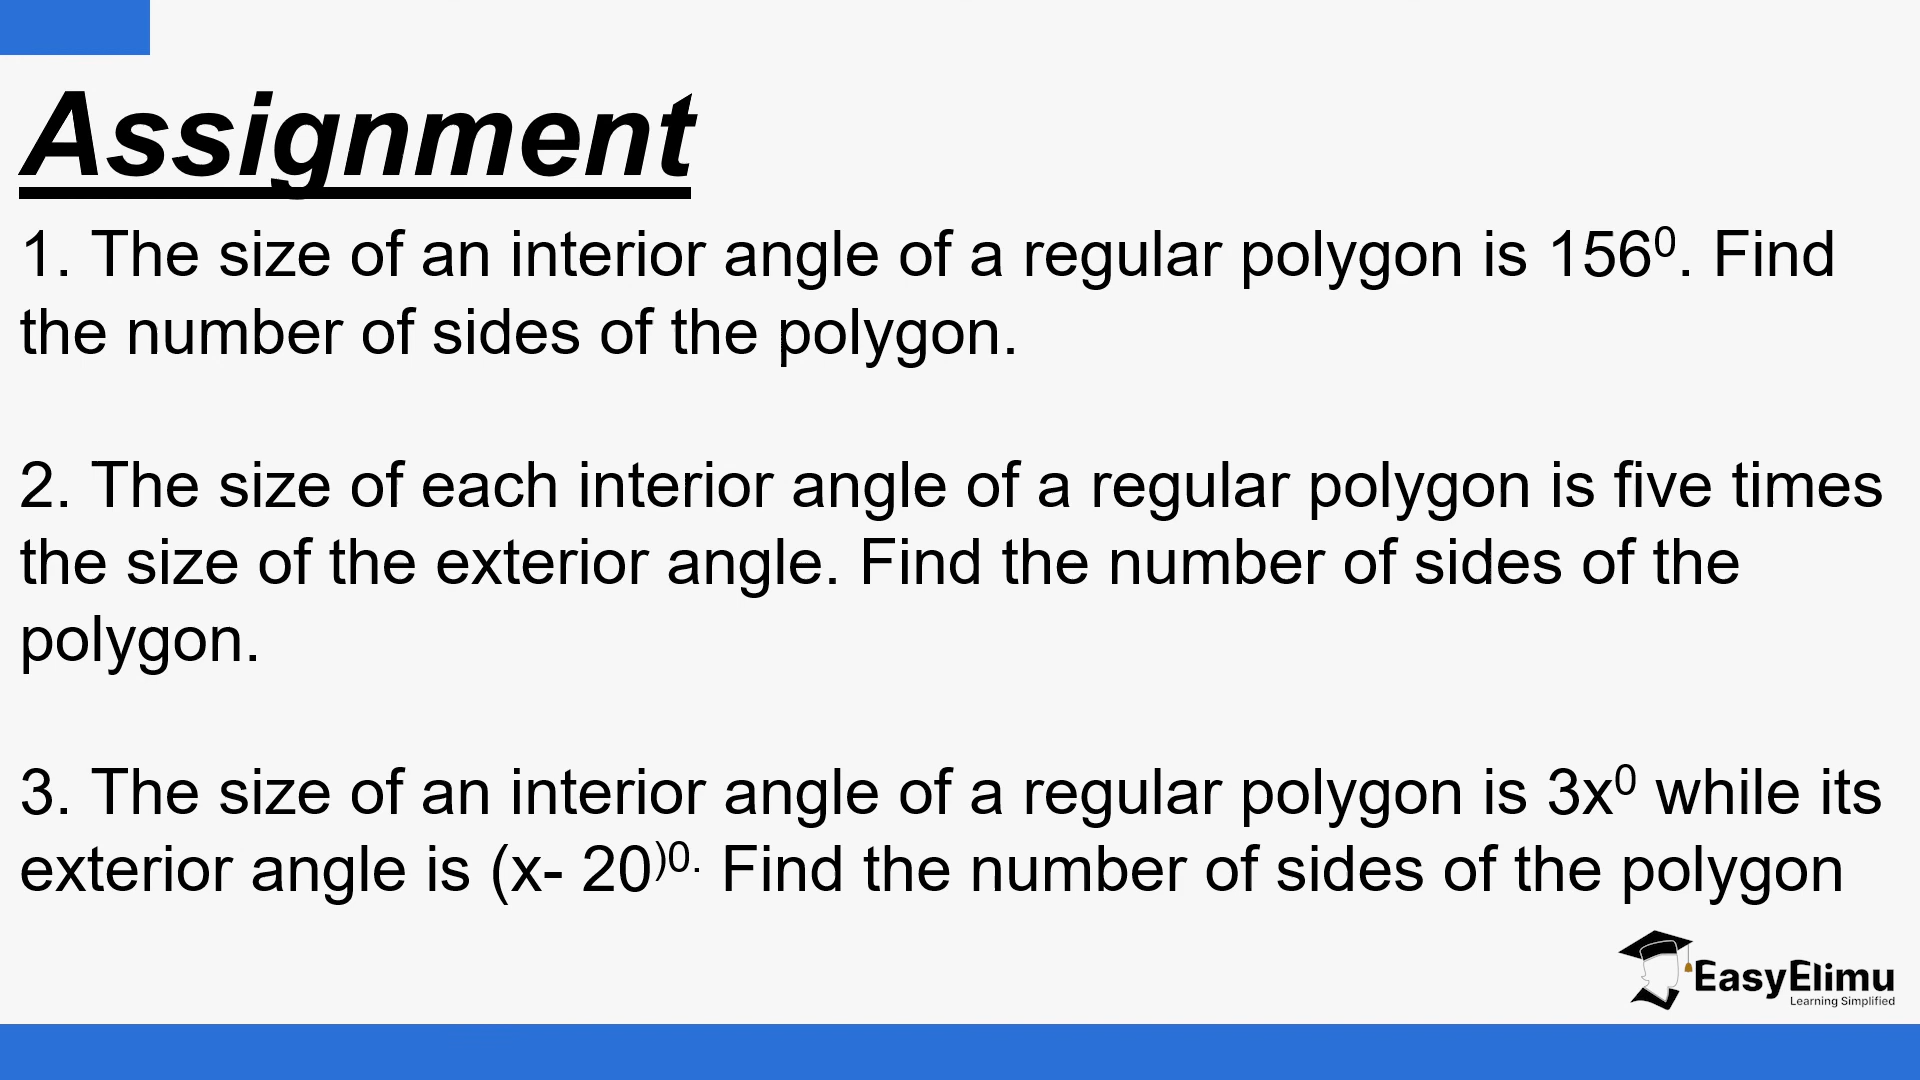 Assignment
1. The size of an interior angle of a regular polygon is 156⁰. Find
the number of sides of the polygon.
2. The size of each interior angle of a regular polygon is five times
the size of the exterior angle. Find the number of sides of the
polygon.
3. The size of an interior angle of a regular polygon is 3x⁰ while its
exterior angle is (x- 20⁾⁰· Find the number of sides of the polygon
EasyElimu
Learning Simplified